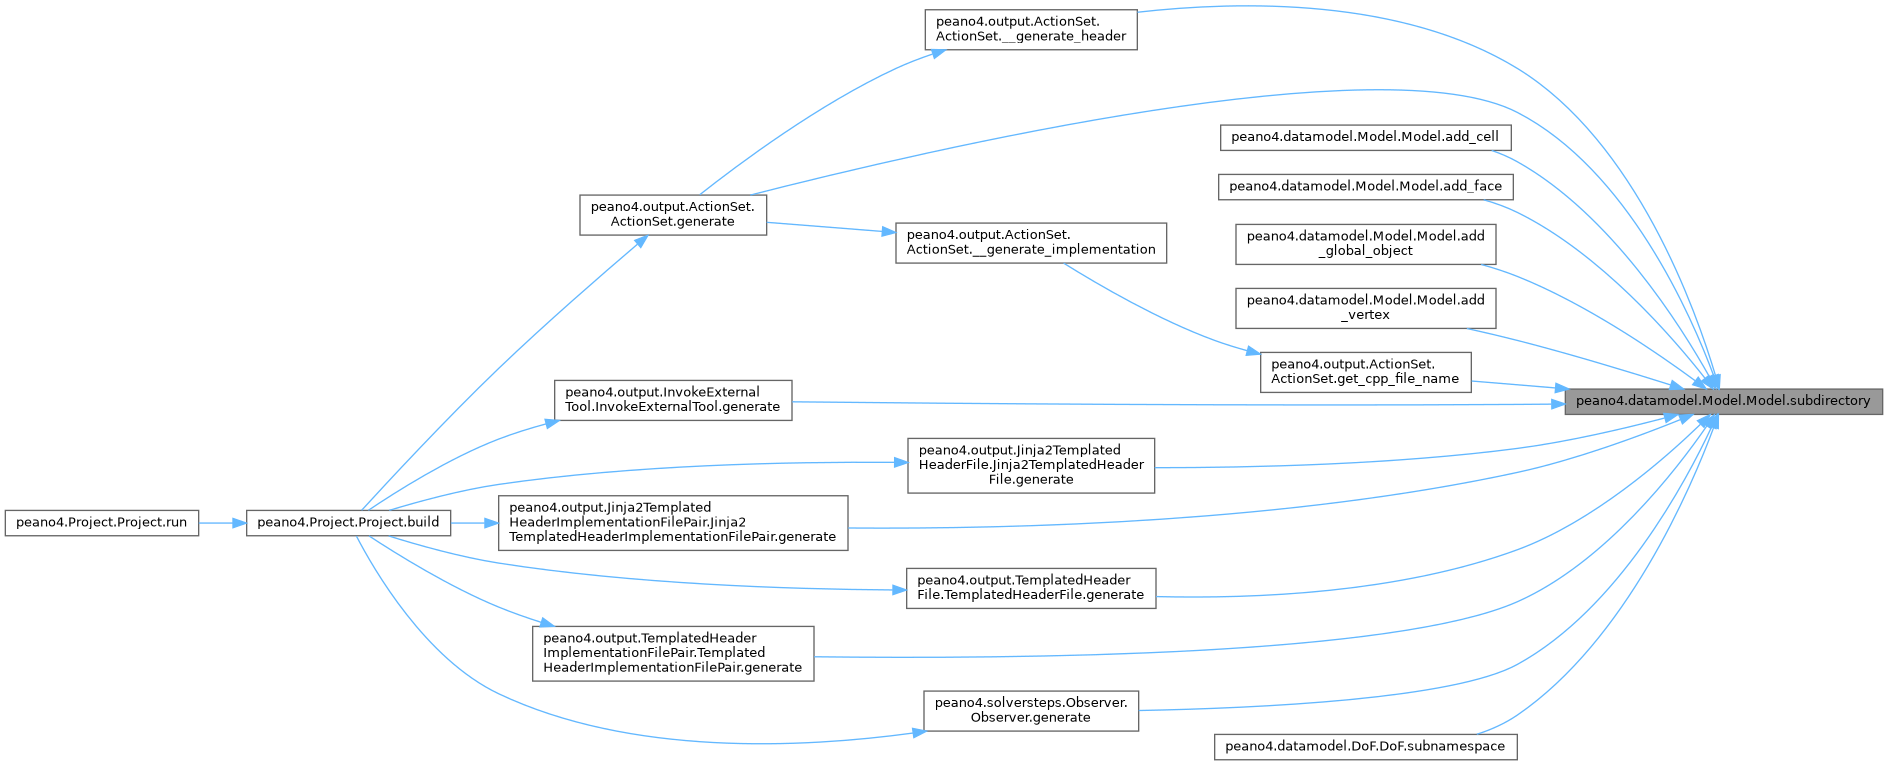 peano4.output.ActionSet.
ActionSet.__generate_header
peano4.datamodel.Model.Model.add_cell
peano4.datamodel.Model.Model.add_face
peano4.output.ActionSet.
ActionSet.generate
peano4.output.ActionSet.
ActionSet.__generate_implementation
peano4.datamodel.Model.Model.add
_global_object
peano4.datamodel.Model.Model.add
_vertex
peano4.output.ActionSet.
ActionSet.get_cpp_file_name
peano4.output.InvokeExternal
Tool.InvokeExternalTool.generate
peano4.datamodel.Model.Model.subdirectory
peano4.output.Jinja2Templated
HeaderFile.Jinja2TemplatedHeader
File.generate
peano4.Project.Project.run
peano4.Project.Project.build
peano4.output.Jinja2Templated
HeaderImplementationFilePair.Jinja2
TemplatedHeaderImplementationFilePair.generate
peano4.output.TemplatedHeader
File.TemplatedHeaderFile.generate
peano4.output.TemplatedHeader
ImplementationFilePair.Templated
HeaderImplementationFilePair.generate
peano4.solversteps.Observer.
Observer.generate
peano4.datamodel.DoF.DoF.subnamespace